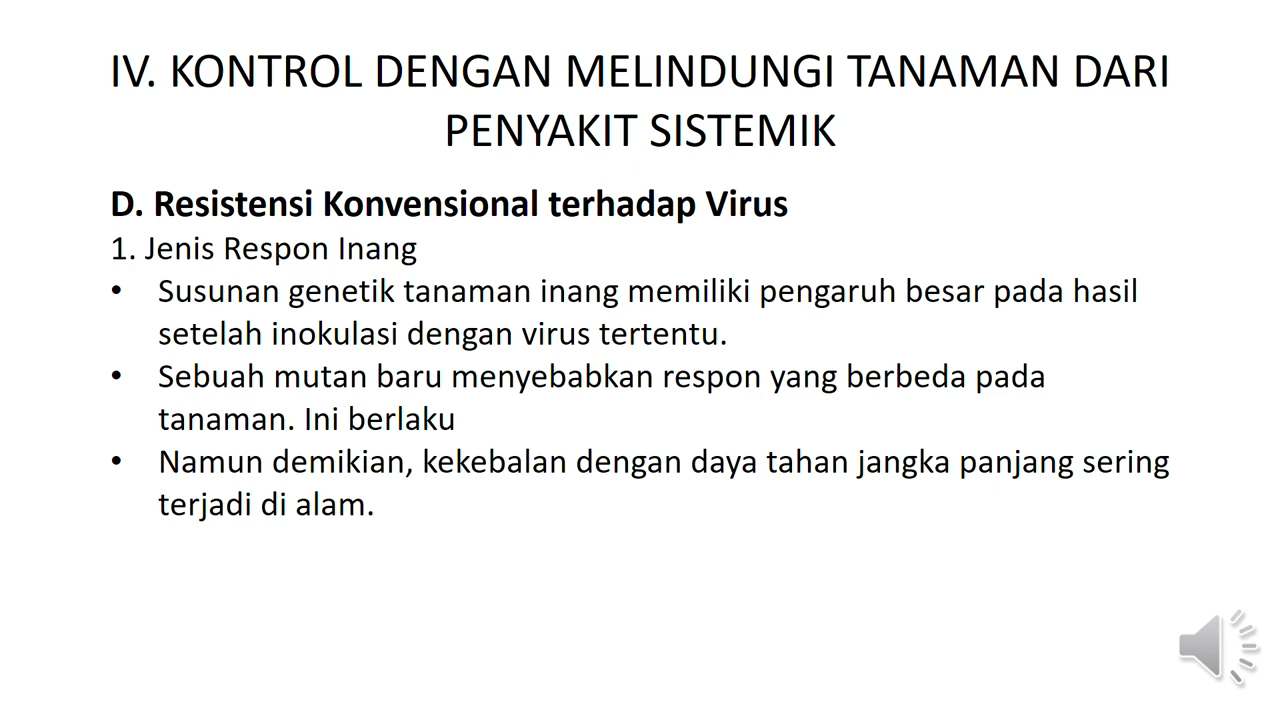 IV. KONTROL DENGAN MELINDUNGI TANAMAN DARI
PENYAKIT SISTEMIK
D. Resistensi Konvensional terhadap Virus
1. Jenis Respon Inang
• Susunan genetik tanaman inang memiliki pengaruh besar pada hasil
setelah inokulasi dengan virus tertentu.
• Sebuah mutan baru menyebabkan respon yang berbeda pada
tanaman. Ini berlaku
• Namun demikian, kekebalan dengan daya tahan jangka panjang sering
terjadi di alam.